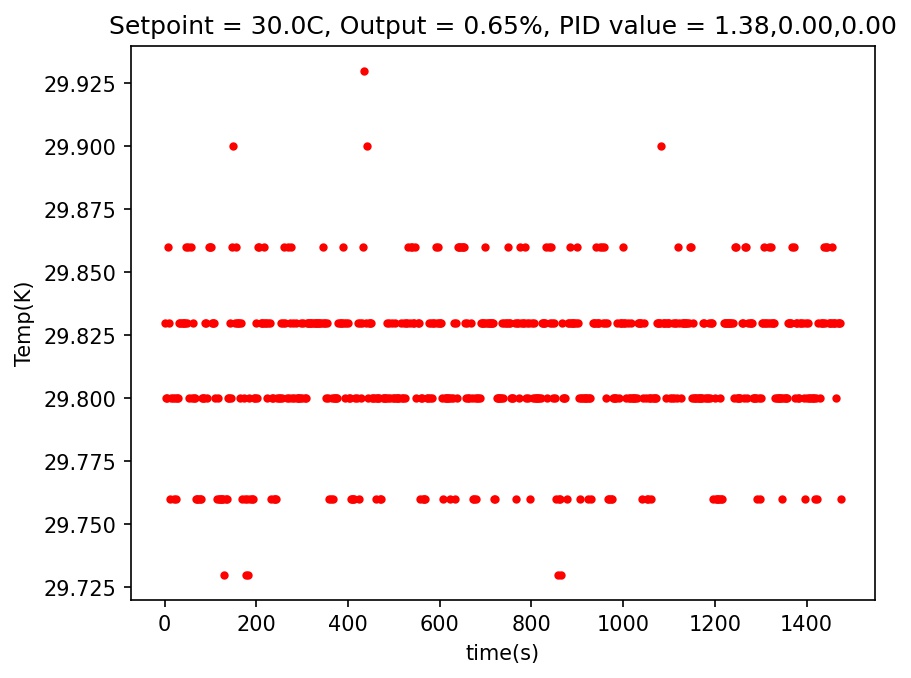 Setpoint = 30.0C, Output = 0.65%, PID value = 1.38,0.00,0.00
29.925
29.900
29.875
29.850
29.825
29.800
29.775
29.750
29.725
Temp(K)
0 200 400 600 800 1000 1200 1400
time(s)